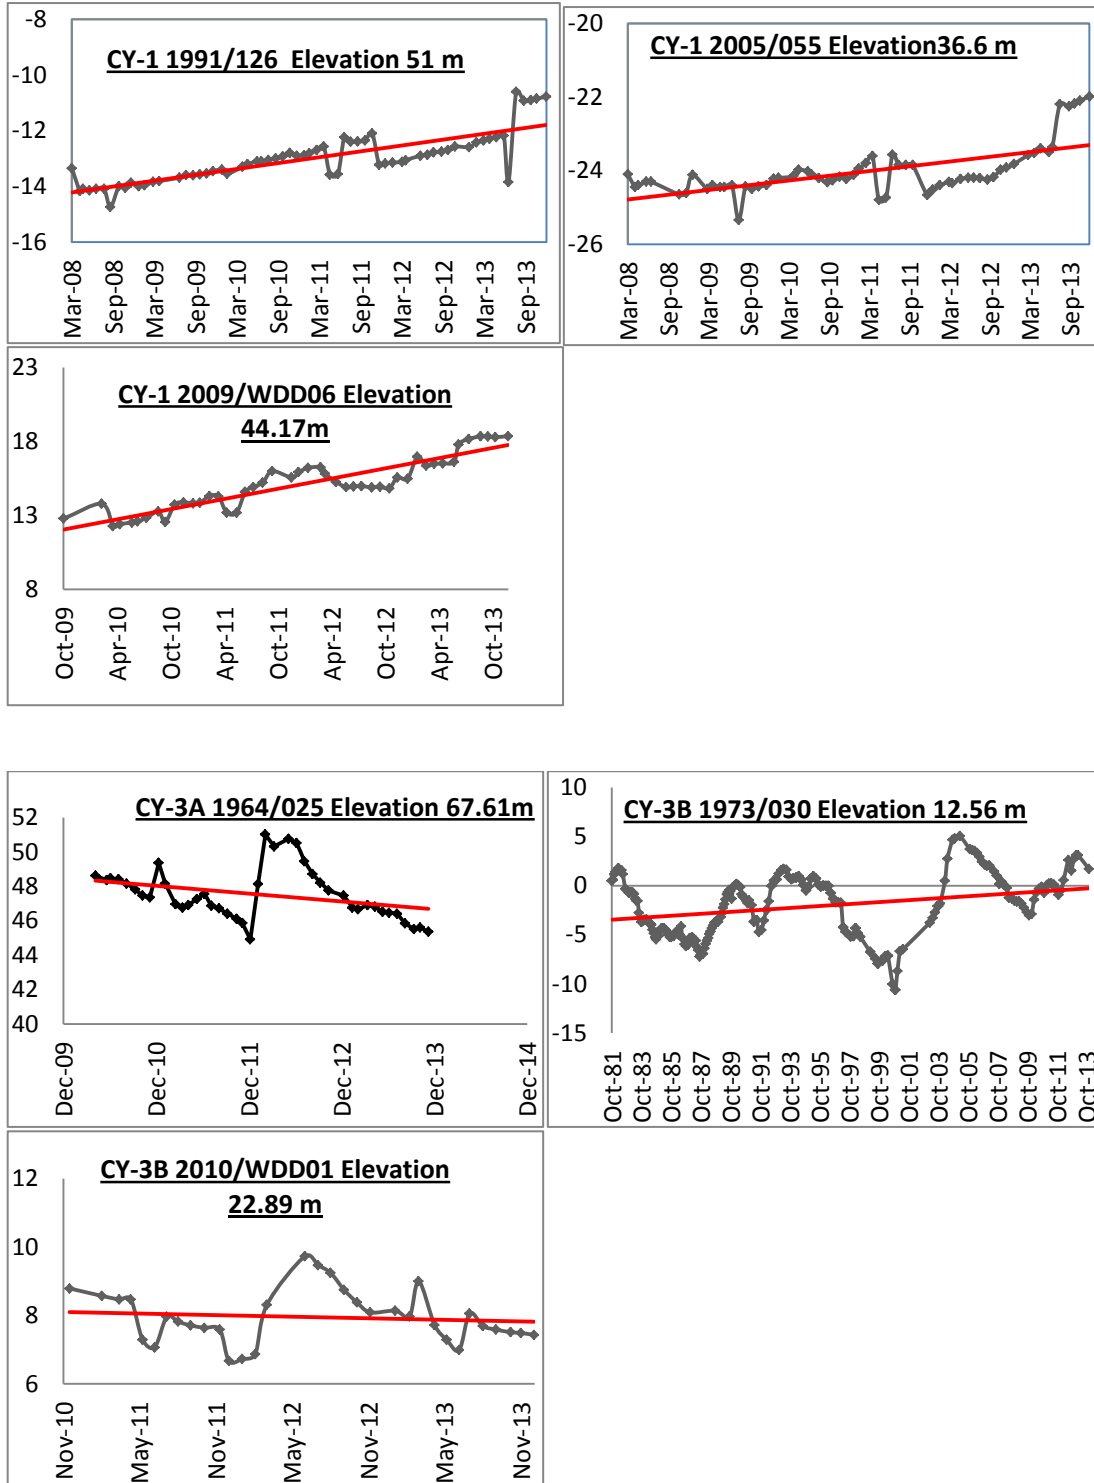 CY-1 1991/126  Elevation 51 m
-8
-10
-12
-14
-16
Mar-08
Sep-08
Mar-09
Sep-09
Mar-10
Sep-10
Mar-11
Sep-11
Mar-12
Sep-12
Mar-13
Sep-13
CY-1 2005/055 Elevation36.6 m
-20
-22
-24
-26
Mar-08
Sep-08
Mar-09
Sep-09
Mar-10
Sep-10
Mar-11
Sep-11
Mar-12
Sep-12
Mar-13
Sep-13
CY-1 2009/WDD06 Elevation
44.17m
23
18
13
8
Oct-09
Apr-10
Oct-10
Apr-11
Oct-11
Apr-12
Oct-12
Apr-13
Oct-13
CY-3A 1964/025 Elevation 67.61m
52
50
48
46
44
42
40
Dec-09
Dec-10
Dec-11
Dec-12
Dec-13
Dec-14
CY-3B 1973/030 Elevation 12.56 m
10
5
0
-5
-10
-15
Oct-81
Oct-83
Oct-85
Oct-87
Oct-89
Oct-91
Oct-93
Oct-95
Oct-97
Oct-99
Oct-01
Oct-03
Oct-05
Oct-07
Oct-09
Oct-11
Oct-13
CY-3B 2010/WDD01 Elevation
22.89 m
12
10
8
6
Nov-10
May-11
Nov-11
May-12
Nov-12
May-13
Nov-13